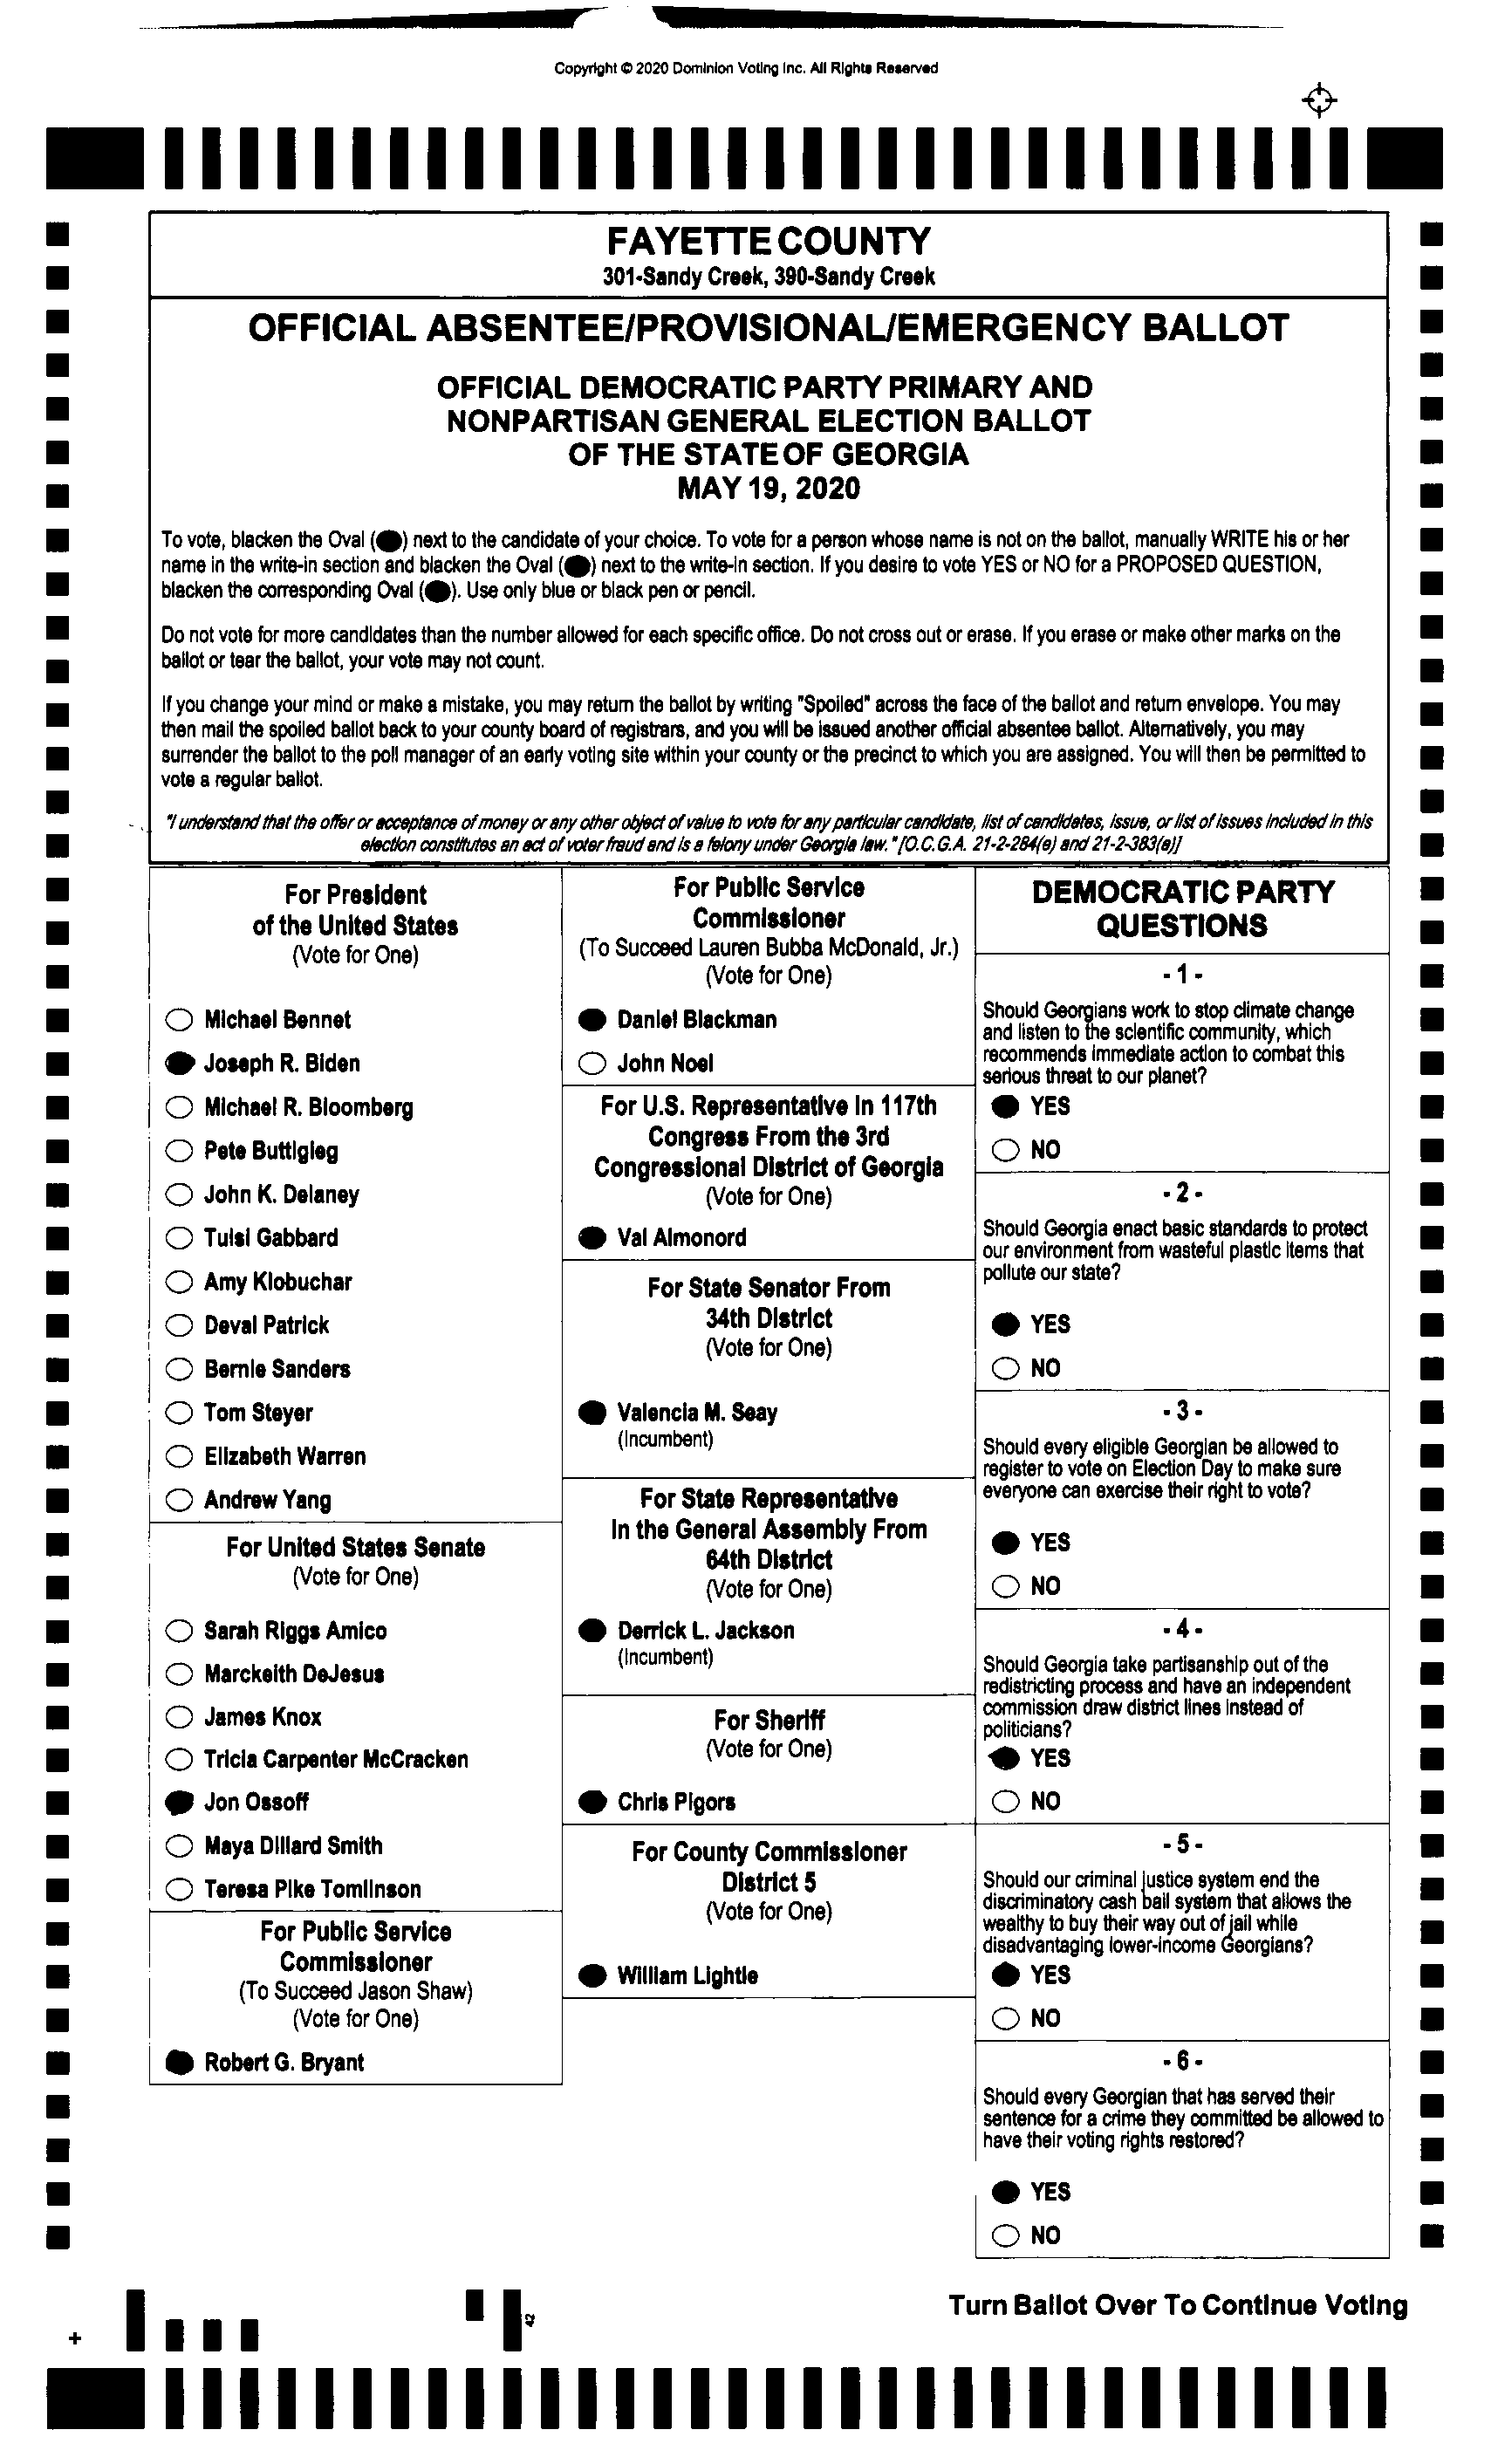 Copyright © 2020 Dominion Voting Inc. All Rights Reserved
FAYETTE COUNTY
301-Sandy Creek, 390-Sandy Creek
OFFICIAL ABSENTEE/PROVISIONAL/EMERGENCY BALLOT
OFFICIAL DEMOCRATIC PARTY PRIMARY AND
NONPARTISAN GENERAL ELECTION BALLOT
OF THE STATE OF GEORGIA
MAY 19, 2020
To vote, blacken the Oval (●) next to the candidate of your choice. To vote for a person whose name is not on the ballot, manually WRITE his or her
name in the write-in section and blacken the Oval (●) next to the write-in section. If you desire to vote YES or NO for a PROPOSED QUESTION,
blacken the corresponding Oval (●). Use only blue or black pen or pencil.
Do not vote for more candidates than the number allowed for each specific office. Do not cross out or erase. If you erase or make other marks on the
ballot or tear the ballot, your vote may not count.
If you change your mind or make a mistake, you may return the ballot by writing "Spoiled" across the face of the ballot and return envelope. You may
then mail the spoiled ballot back to your county board of registrars, and you will be issued another official absentee ballot. Alternatively, you may
surrender the ballot to the poll manager of an early voting site within your county or the precinct to which you are assigned. You will then be permitted to
vote a regular ballot.
"I understand that the offer or acceptance of money or any other object of value to vote for any particular candidate, list of candidates, issue, or list of issues included in this
election constitutes an act of voter fraud and is a felony under Georgia law." [O.C.G.A. 21-2-284(e) and 21-2-383(a)]
For President
of the United States
(Vote for One)
Michael Bennet
Joseph R. Biden
Michael R. Bloomberg
Pete Buttigieg
John K. Delaney
Tulsi Gabbard
Amy Klobuchar
Deval Patrick
Bernie Sanders
Tom Steyer
Elizabeth Warren
Andrew Yang
For United States Senate
(Vote for One)
Sarah Riggs Amico
Marckeith DeJesus
James Knox
Tricia Carpenter McCracken
Jon Ossoff
Maya Dillard Smith
Teresa Pike Tomlinson
For Public Service
Commissioner
(To Succeed Jason Shaw)
(Vote for One)
Robert G. Bryant
For Public Service
Commissioner
(To Succeed Lauren Bubba McDonald, Jr.)
(Vote for One)
Daniel Blackman
John Noel
For U.S. Representative in 117th
Congress From the 3rd
Congressional District of Georgia
(Vote for One)
Val Almonord
For State Senator From
34th District
(Vote for One)
Valencia M. Seay
(Incumbent)
For State Representative
In the General Assembly From
64th District
(Vote for One)
Derrick L. Jackson
(Incumbent)
For Sheriff
(Vote for One)
Chris Pigors
For County Commissioner
District 5
(Vote for One)
William Lightle
DEMOCRATIC PARTY
QUESTIONS
- 1 -
Should Georgians work to stop climate change
and listen to the scientific community, which
recommends immediate action to combat this
serious threat to our planet?
YES
NO
- 2 -
Should Georgia enact basic standards to protect
our environment from wasteful plastic items that
pollute our state?
YES
NO
- 3 -
Should every eligible Georgian be allowed to
register to vote on Election Day to make sure
everyone can exercise their right to vote?
YES
NO
- 4 -
Should Georgia take partisanship out of the
redistricting process and have an independent
commission draw district lines instead of
politicians?
YES
NO
- 5 -
Should our criminal justice system end the
discriminatory cash bail system that allows the
wealthy to buy their way out of jail while
disadvantaging lower-income Georgians?
YES
NO
- 6 -
Should every Georgian that has served their
sentence for a crime they committed be allowed to
have their voting rights restored?
YES
NO
Turn Ballot Over To Continue Voting
42
+